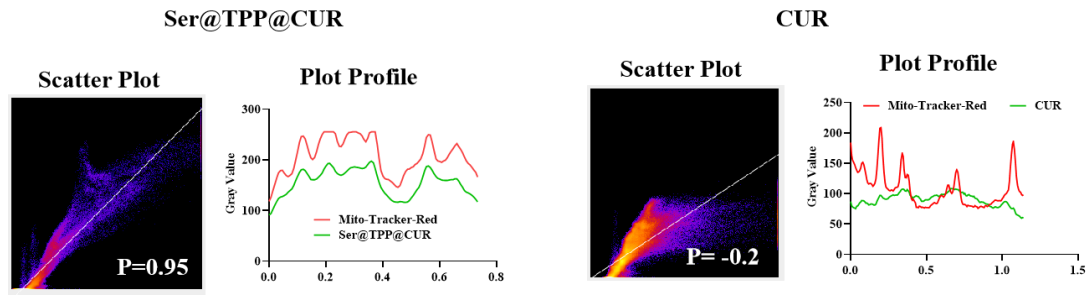 Ser@TPP@CUR
CUR
Scatter Plot
Plot Profile
Scatter Plot
Plot Profile
P=0.95
Gray Value
300
200
100
0
0.0
0.2
0.4
0.6
0.8
Mito-Tracker-Red
Ser@TPP@CUR
P= -0.2
Gray Value
250
200
150
100
50
0
0.0
0.5
1.0
1.5
Mito-Tracker-Red
CUR